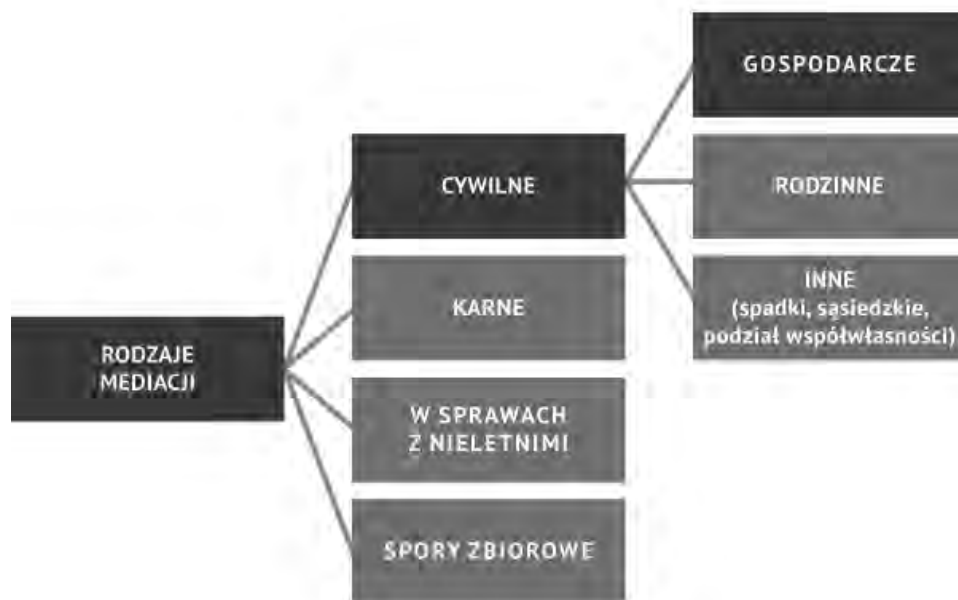 RODZAJE
MEDIACJI
CYWILNE
KARNE
W SPRAWACH
Z NIELETNIMI
SPORY ZBIOROWE
GOSPODARCZE
RODZINNE
INNE
(spadki, sąsiedzkie,
podział współwłasności)